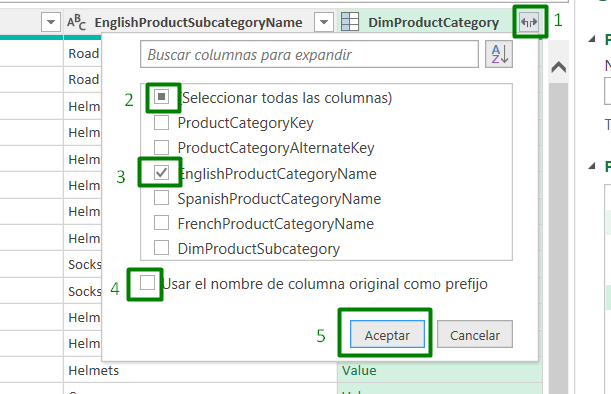 ABC EnglishProductSubcategoryName DimProductCategory 1
Road
Road
Helm
Helm
Helm
Helm
Helm
Helm
Socks
Socks
Helm
Helm
Helmets Value
Buscar columnas para expandir
A
Z
2 (Seleccionar todas las columnas)
ProductCategoryKey
ProductCategoryAlternateKey
3 EnglishProductCategoryName
SpanishProductCategoryName
FrenchProductCategoryName
DimProductSubcategory
4 Usar el nombre de columna original como prefijo
5 Aceptar Cancelar
P
N
T
P